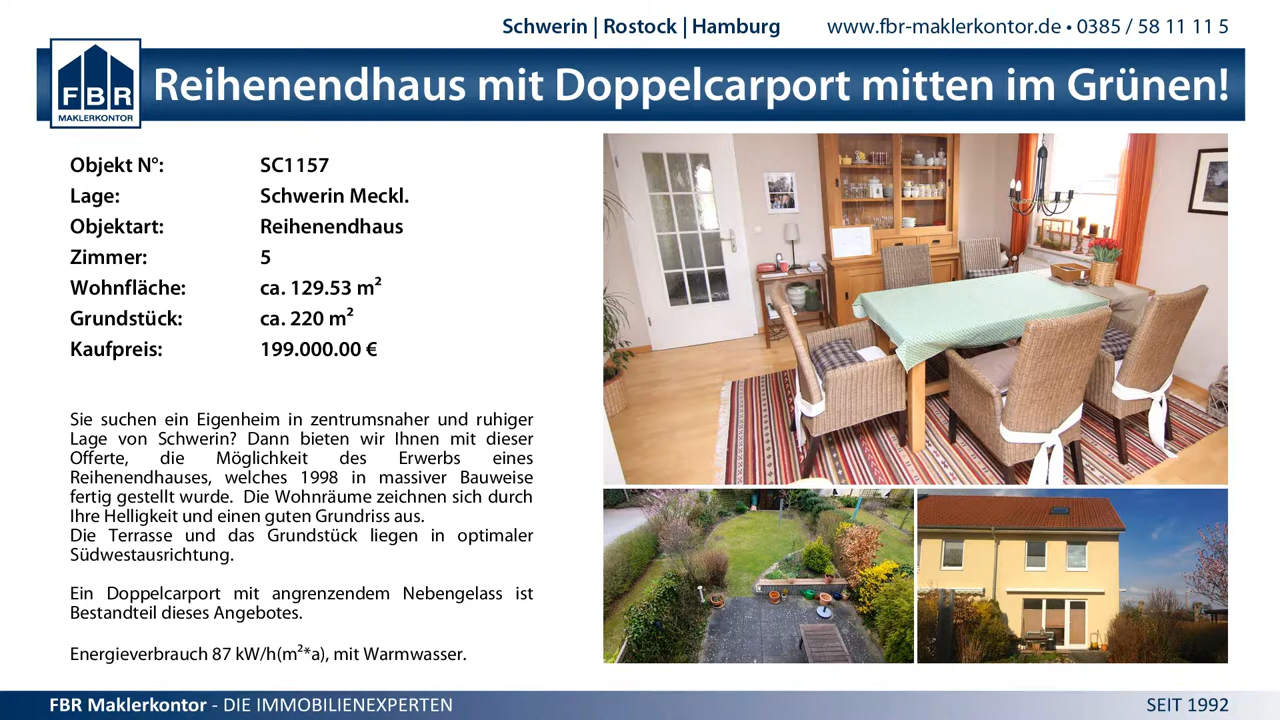 Schwerin | Rostock | Hamburg www.fbr-maklerkontor.de • 0385 / 58 11 11 5
FBR
MAKLERKONTOR
Reihenendhaus mit Doppelcarport mitten im Grünen!
Objekt N°: SC1157
Lage: Schwerin Meckl.
Objektart: Reihenendhaus
Zimmer: 5
Wohnfläche: ca. 129.53 m²
Grundstück: ca. 220 m²
Kaufpreis: 199.000.00 €
Sie suchen ein Eigenheim in zentrumsnaher und ruhiger
Lage von Schwerin? Dann bieten wir Ihnen mit dieser
Offerte, die Möglichkeit des Erwerbs eines
Reihenendhauses, welches 1998 in massiver Bauweise
fertig gestellt wurde. Die Wohnräume zeichnen sich durch
Ihre Helligkeit und einen guten Grundriss aus.
Die Terrasse und das Grundstück liegen in optimaler
Südwestausrichtung.
Ein Doppelcarport mit angrenzendem Nebengelass ist
Bestandteil dieses Angebotes.
Energieverbrauch 87 kW/h(m²*a), mit Warmwasser.
FBR Maklerkontor - DIE IMMOBILIENEXPERTEN SEIT 1992